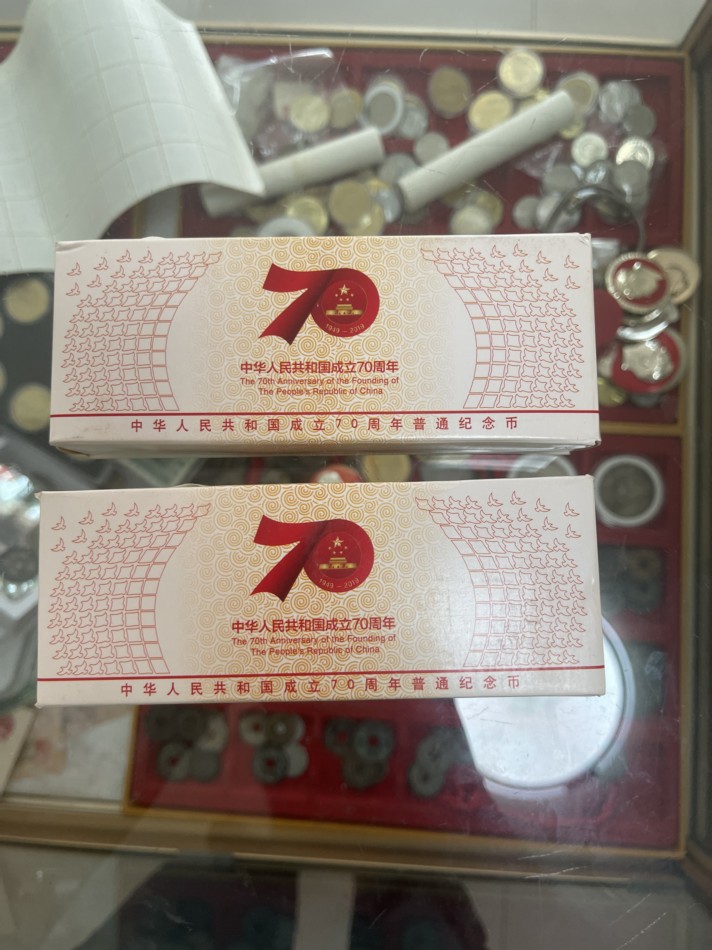 70
1949－2019
中华人民共和国成立70周年
The 70th Anniversary of the Founding of
The People's Republic of China
中华人民共和国成立70周年普通纪念币
70
1949－2019
中华人民共和国成立70周年
The 70th Anniversary of the Founding of
The People's Republic of China
中华人民共和国成立70周年普通纪念币